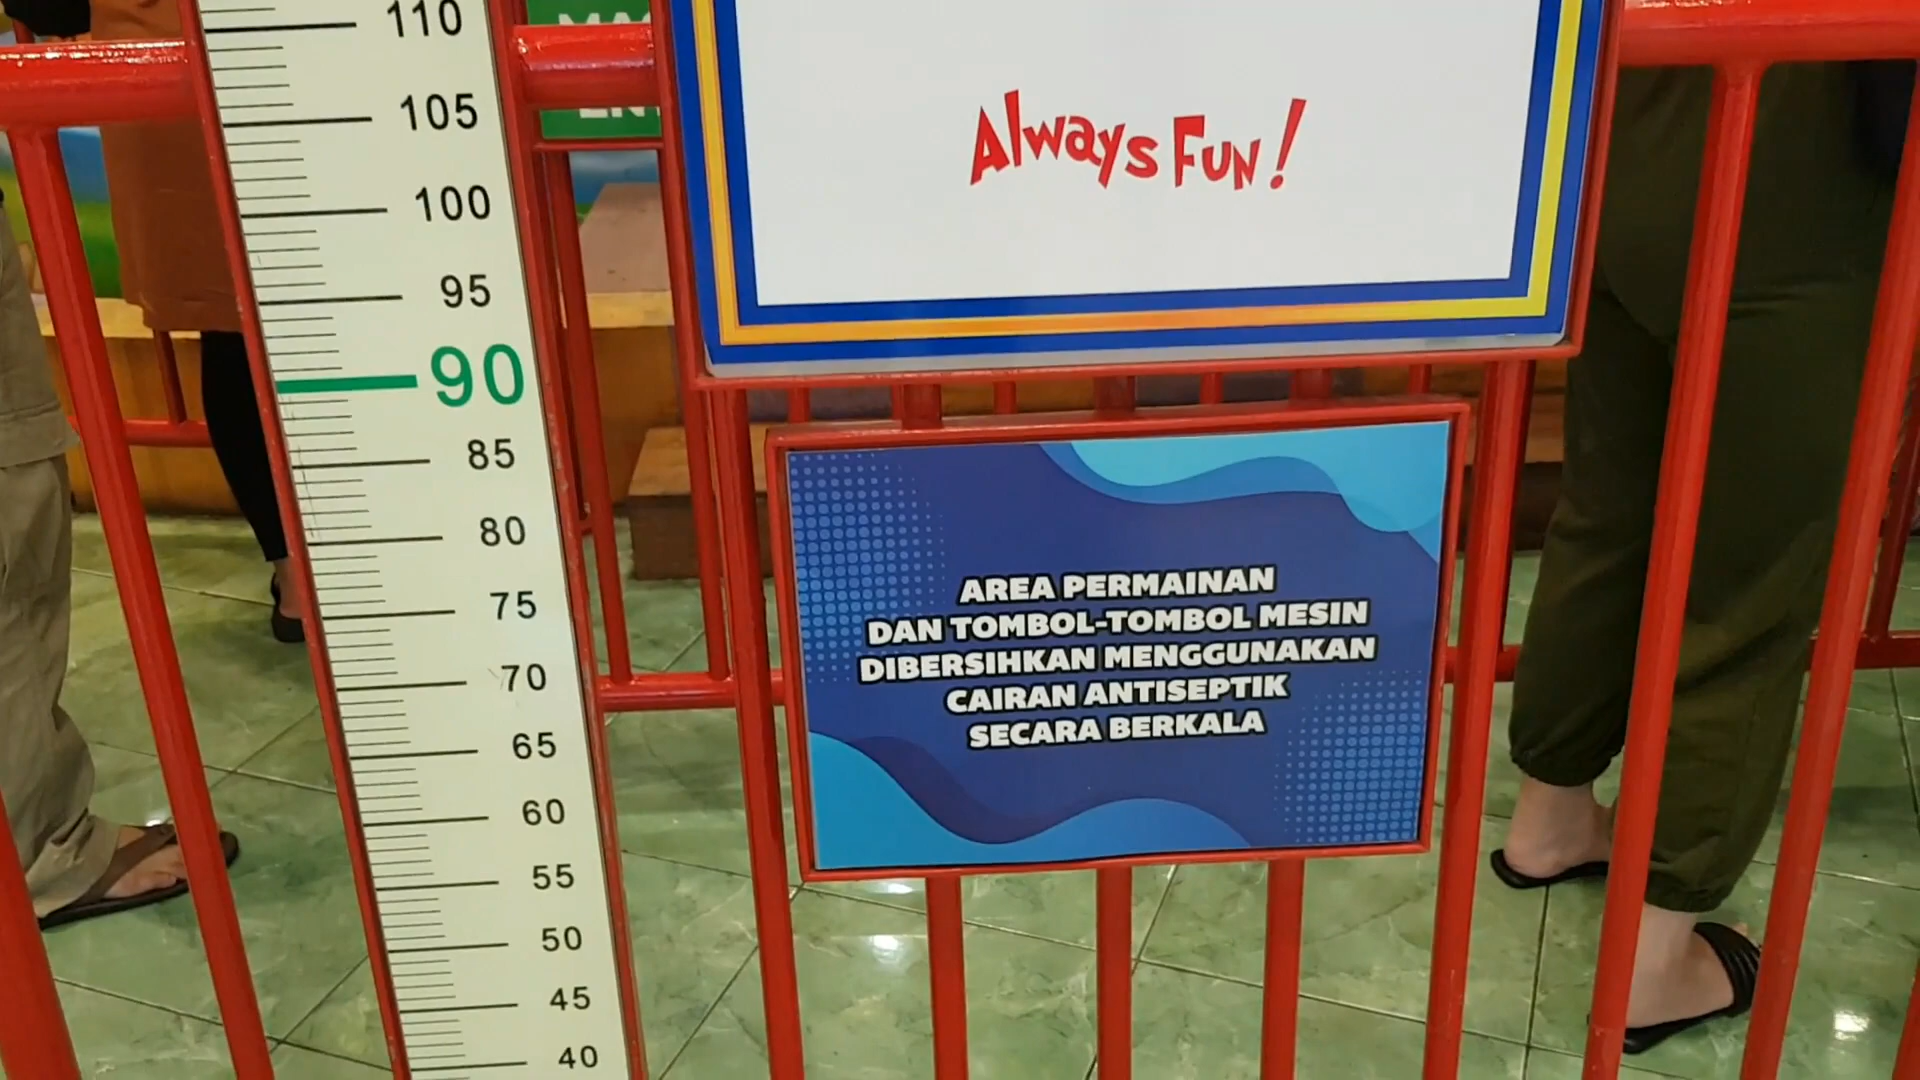 110
105
100
95
90
85
80
75
70
65
60
55
50
45
40
Always Fun!
AREA PERMAINAN
DAN TOMBOL-TOMBOL MESIN
DIBERSIHKAN MENGGUNAKAN
CAIRAN ANTISEPTIK
SECARA BERKALA